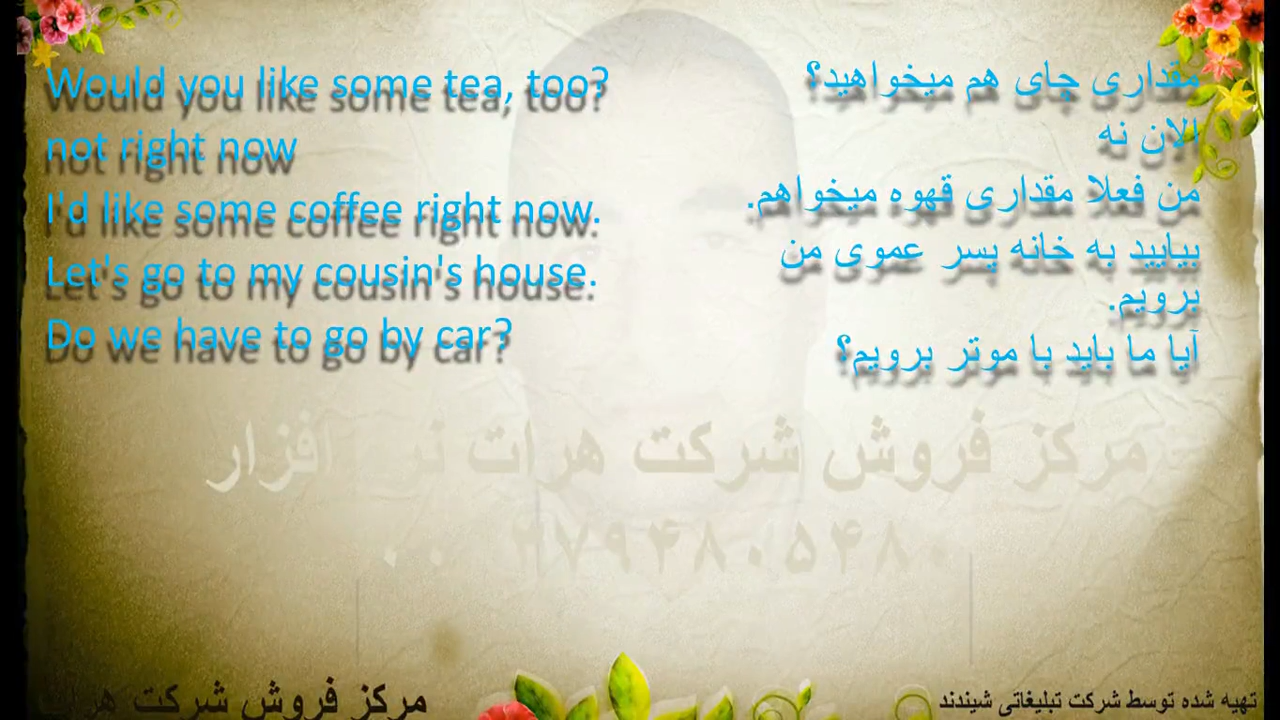 Would you like some tea, too?
not right now
I'd like some coffee right now.
Let's go to my cousin's house.
Do we have to go by car?
مقداری چای هم میخواهید؟
الان نه
من فعلا مقداری قهوه میخواهم.
بیایید به خانه پسر عموی من
برویم.
آیا ما باید با موتر برویم؟
مرکز فروش شرکت هرات نرم افزار
مرکز فروش شرکت هرات
تهیه شده توسط شرکت تبلیغاتی شیندند